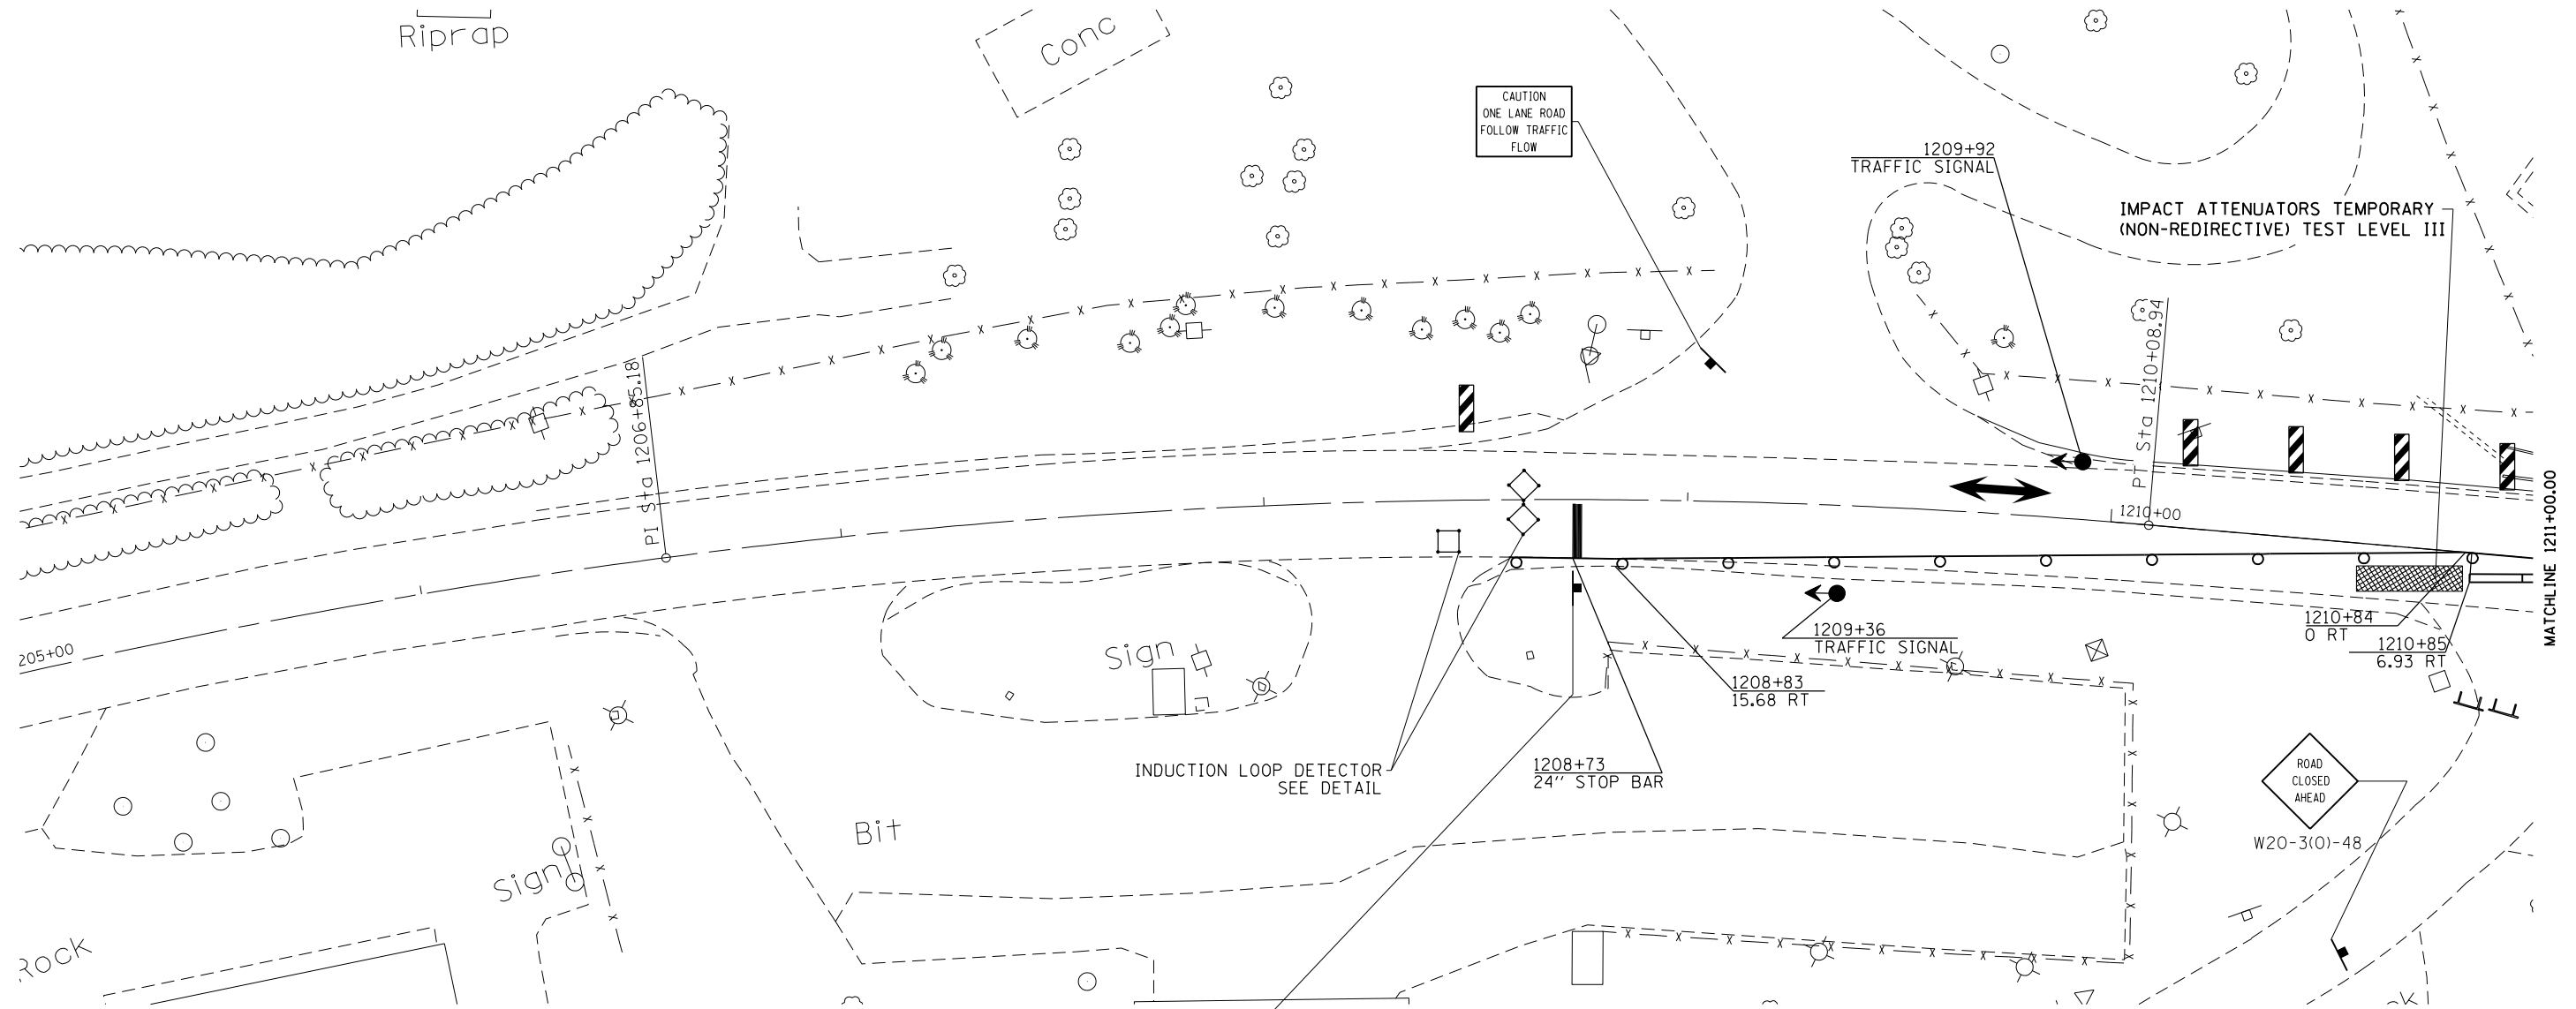 Riprap
Conc
CAUTION
ONE LANE ROAD
FOLLOW TRAFFIC
FLOW
1209+92
TRAFFIC SIGNAL
IMPACT ATTENUATORS TEMPORARY
(NON-REDIRECTIVE) TEST LEVEL III
PI Sta 1206+85.18
PT Sta 1210+08.94
1210+00
MATCHLINE 1211+00.00
205+00
Sign
1209+36
TRAFFIC SIGNAL
1210+84
0 RT
1210+85
6.93 RT
1208+83
15.68 RT
INDUCTION LOOP DETECTOR
SEE DETAIL
1208+73
24" STOP BAR
ROAD
CLOSED
AHEAD
W20-3(O)-48
Bit
Sign
Rock